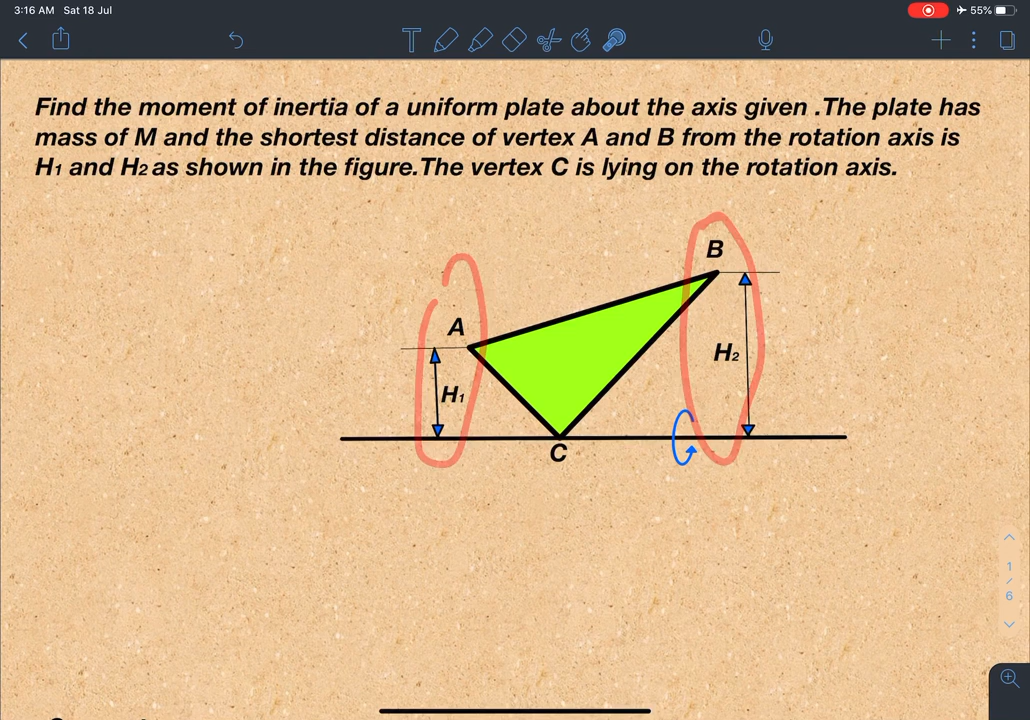 3:16 AM Sat 18 Jul
55%
T
Find the moment of inertia of a uniform plate about the axis given .The plate has
mass of M and the shortest distance of vertex A and B from the rotation axis is
H₁ and H₂ as shown in the figure.The vertex C is lying on the rotation axis.
B
A
H₂
H₁
C
1
/
6